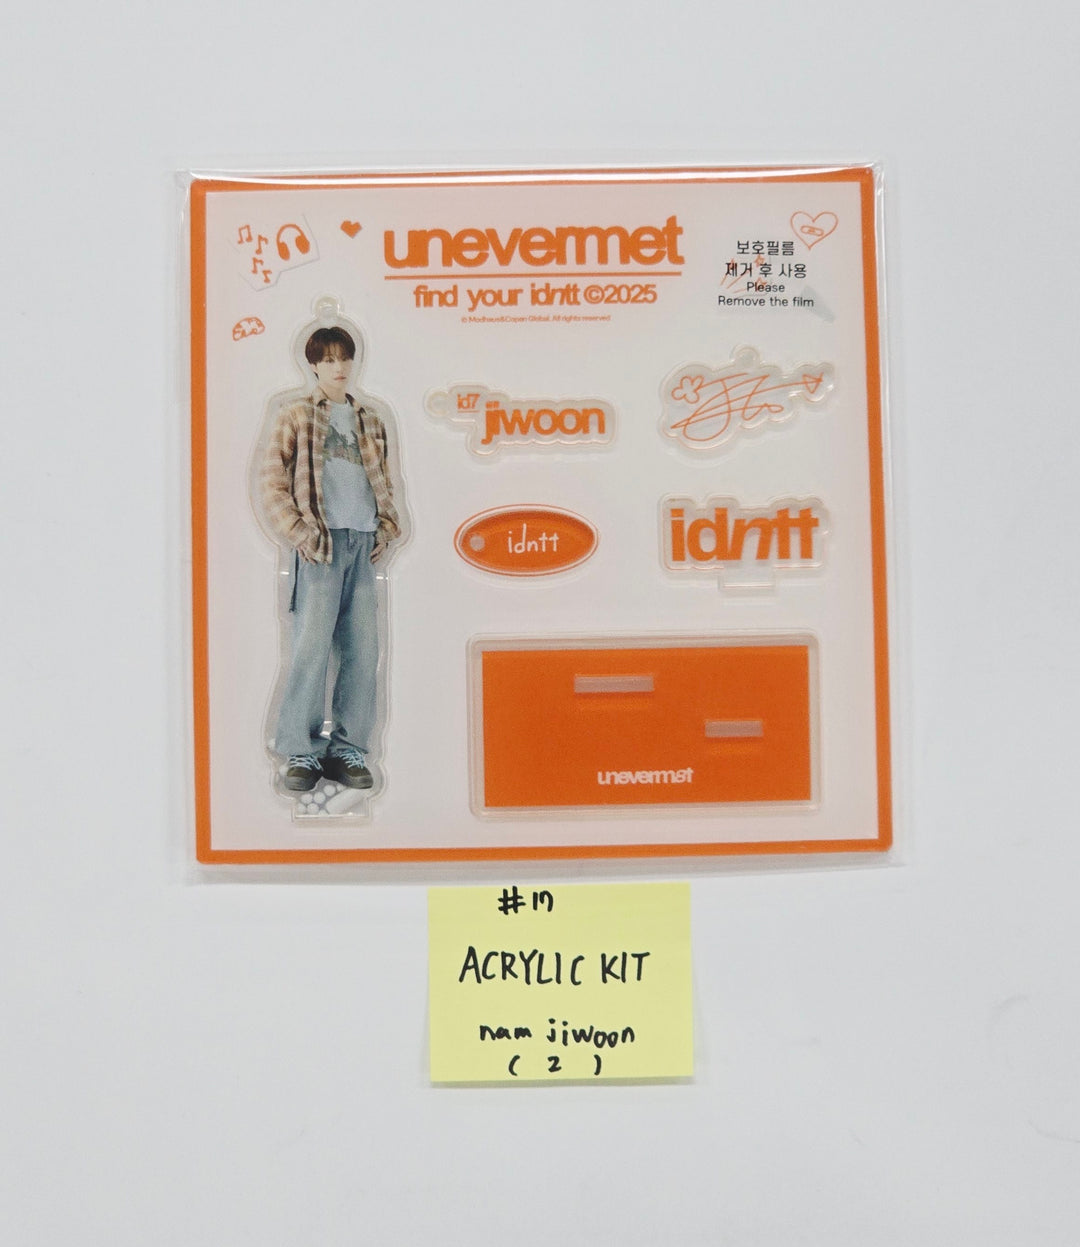 unevermet
find your idntt ©2025
© Modhaus&Capan Global. All rights reserved
보호필름
제거 후 사용
Please
Remove the film
id7
jiwoon
idntt
idntt
unevermet
#17
ACRYLIC KIT
nam jiwoon
( 2 )